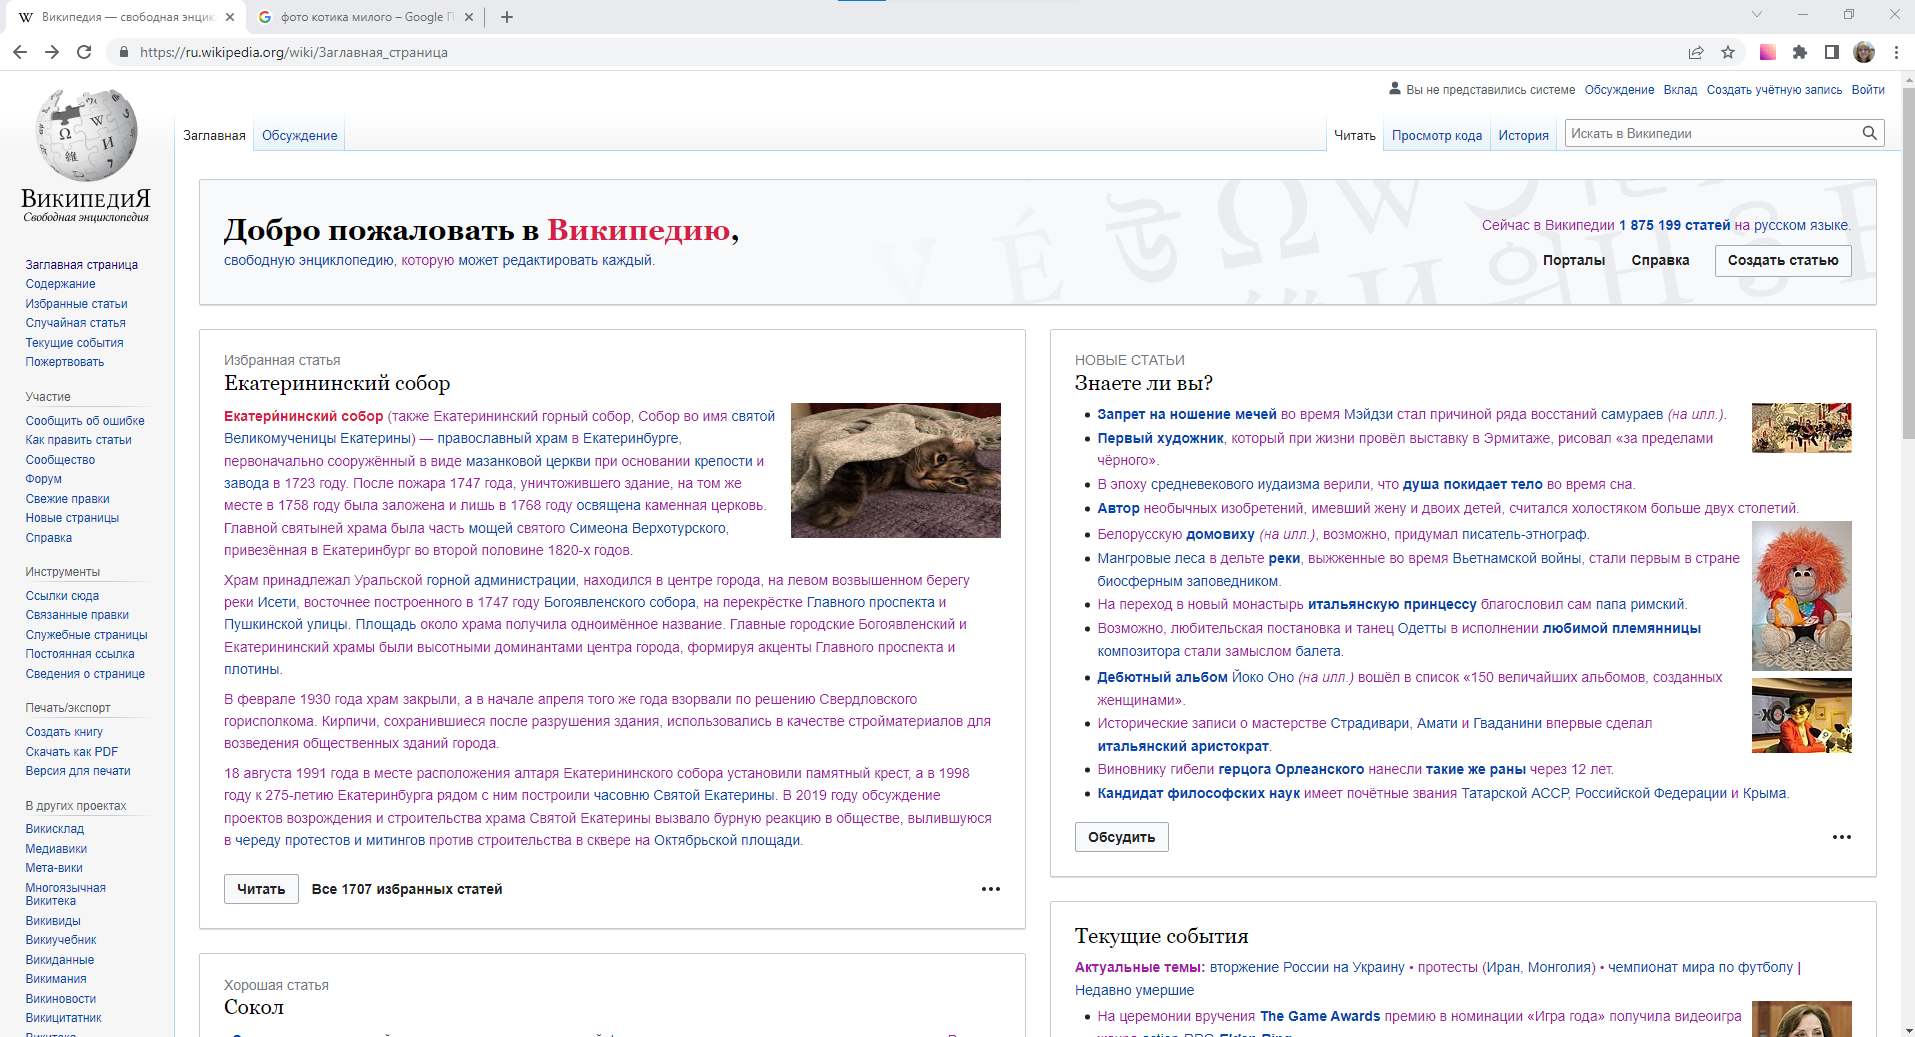 Википедия — свободная энцик
фото котика милого – Google П
https://ru.wikipedia.org/wiki/Заглавная_страница
Вы не представились системе Обсуждение Вклад Создать учётную запись Войти
ВикипедиЯ
Свободная энциклопедия
Заглавная Обсуждение
Читать Просмотр кода История Искать в Википедии
Добро пожаловать в Википедию,
свободную энциклопедию, которую может редактировать каждый.
Сейчас в Википедии 1 875 199 статей на русском языке.
Порталы Справка Создать статью
Заглавная страница
Содержание
Избранные статьи
Случайная статья
Текущие события
Пожертвовать
Участие
Сообщить об ошибке
Как править статьи
Сообщество
Форум
Свежие правки
Новые страницы
Справка
Инструменты
Ссылки сюда
Связанные правки
Служебные страницы
Постоянная ссылка
Сведения о странице
Печать/экспорт
Создать книгу
Скачать как PDF
Версия для печати
В других проектах
Викисклад
Медиавики
Мета-вики
Многоязычная
Викитека
Викивиды
Викиучебник
Викиданные
Викимания
Викиновости
Викицитатник
Избранная статья
Екатерининский собор
Екатери́нинский собор (также Екатерининский горный собор, Собор во имя святой
Великомученицы Екатерины) — православный храм в Екатеринбурге,
первоначально сооружённый в виде мазанковой церкви при основании крепости и
завода в 1723 году. После пожара 1747 года, уничтожившего здание, на том же
месте в 1758 году была заложена и лишь в 1768 году освящена каменная церковь.
Главной святыней храма была часть мощей святого Симеона Верхотурского,
привезённая в Екатеринбург во второй половине 1820-х годов.
Храм принадлежал Уральской горной администрации, находился в центре города, на левом возвышенном берегу
реки Исети, восточнее построенного в 1747 году Богоявленского собора, на перекрёстке Главного проспекта и
Пушкинской улицы. Площадь около храма получила одноимённое название. Главные городские Богоявленский и
Екатерининский храмы были высотными доминантами центра города, формируя акценты Главного проспекта и
плотины.
В феврале 1930 года храм закрыли, а в начале апреля того же года взорвали по решению Свердловского
горисполкома. Кирпичи, сохранившиеся после разрушения здания, использовались в качестве стройматериалов для
возведения общественных зданий города.
18 августа 1991 года в месте расположения алтаря Екатерининского собора установили памятный крест, а в 1998
году к 275-летию Екатеринбурга рядом с ним построили часовню Святой Екатерины. В 2019 году обсуждение
проектов возрождения и строительства храма Святой Екатерины вызвало бурную реакцию в обществе, вылившуюся
в череду протестов и митингов против строительства в сквере на Октябрьской площади.
Читать Все 1707 избранных статей
Хорошая статья
Сокол
НОВЫЕ СТАТЬИ
Знаете ли вы?
Запрет на ношение мечей во время Мэйдзи стал причиной ряда восстаний самураев (на илл.).
Первый художник, который при жизни провёл выставку в Эрмитаже, рисовал «за пределами
чёрного».
В эпоху средневекового иудаизма верили, что душа покидает тело во время сна.
Автор необычных изобретений, имевший жену и двоих детей, считался холостяком больше двух столетий.
Белорусскую домовиху (на илл.), возможно, придумал писатель-этнограф.
Мангровые леса в дельте реки, выжженные во время Вьетнамской войны, стали первым в стране
биосферным заповедником.
На переход в новый монастырь итальянскую принцессу благословил сам папа римский.
Возможно, любительская постановка и танец Одетты в исполнении любимой племянницы
композитора стали замыслом балета.
Дебютный альбом Йоко Оно (на илл.) вошёл в список «150 величайших альбомов, созданных
женщинами».
Исторические записи о мастерстве Страдивари, Амати и Гваданини впервые сделал
итальянский аристократ.
Виновнику гибели герцога Орлеанского нанесли такие же раны через 12 лет.
Кандидат философских наук имеет почётные звания Татарской АССР, Российской Федерации и Крыма.
Обсудить
Текущие события
Актуальные темы: вторжение России на Украину • протесты (Иран, Монголия) • чемпионат мира по футболу |
Недавно умершие
На церемонии вручения The Game Awards премию в номинации «Игра года» получила видеоигра